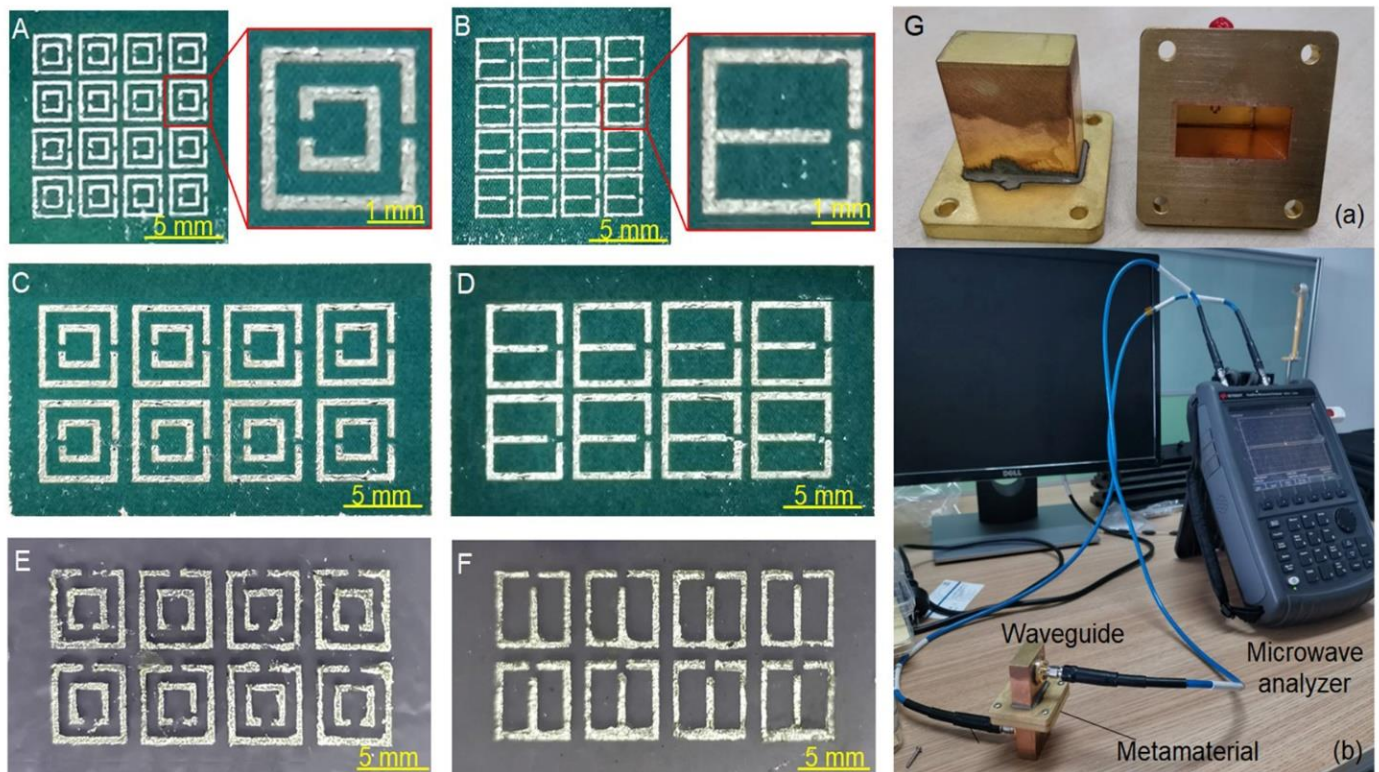 A
5 mm
1 mm
B
5 mm
1 mm
G
(a)
C
5 mm
D
5 mm
E
5 mm
F
5 mm
DELL
Waveguide
Microwave
analyzer
Metamaterial
(b)